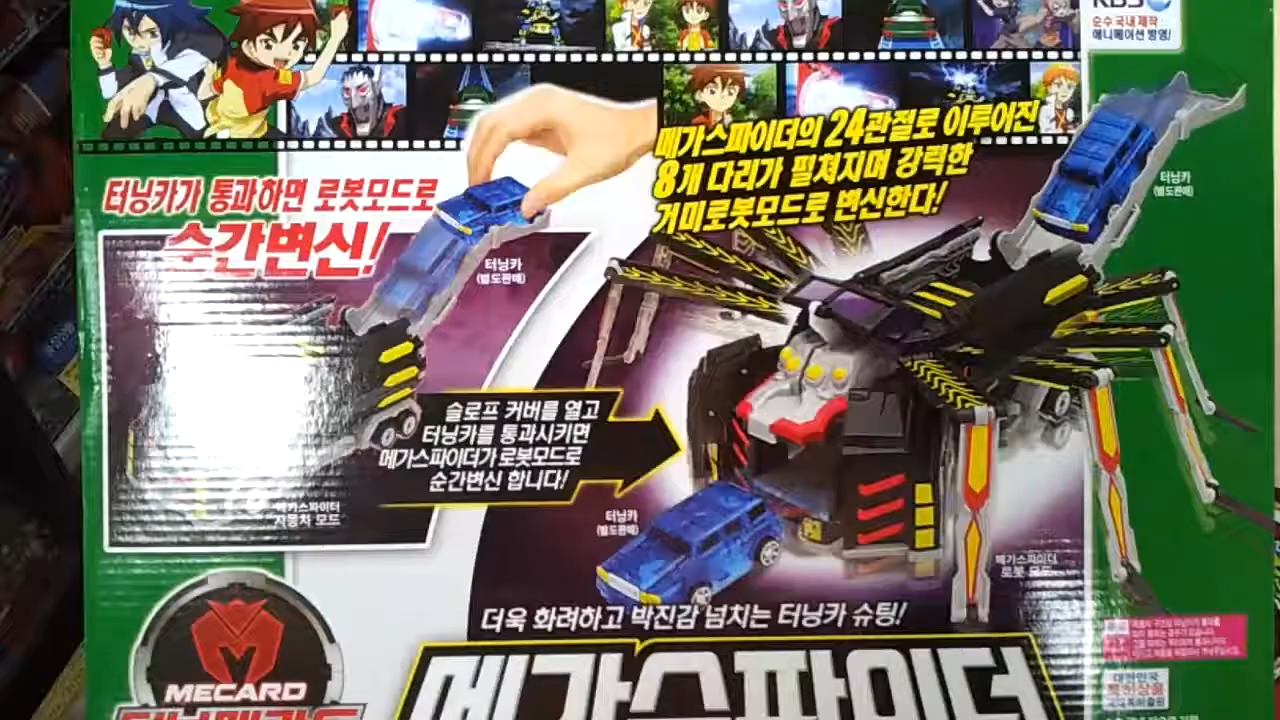 KBS
순수 국내 제작
애니메이션 방영!
메가스파이더의 24관절로 이루어진
8개 다리가 펼쳐지며 강력한
거미로봇모드로 변신한다!
터닝카
(별도판매)
터닝카가 통과하면 로봇모드로
순간변신!
터닝카
(별도판매)
슬로프 커버를 열고
터닝카를 통과시키면
메가스파이더가 로봇모드로
순간변신 합니다!
메가스파이더
자동차 모드
터닝카
(별도판매)
메가스파이더
로봇 모드
더욱 화려하고 박진감 넘치는 터닝카 슈팅!
MECARD
터닝메카드
메가스파이더
대한민국
특허상품